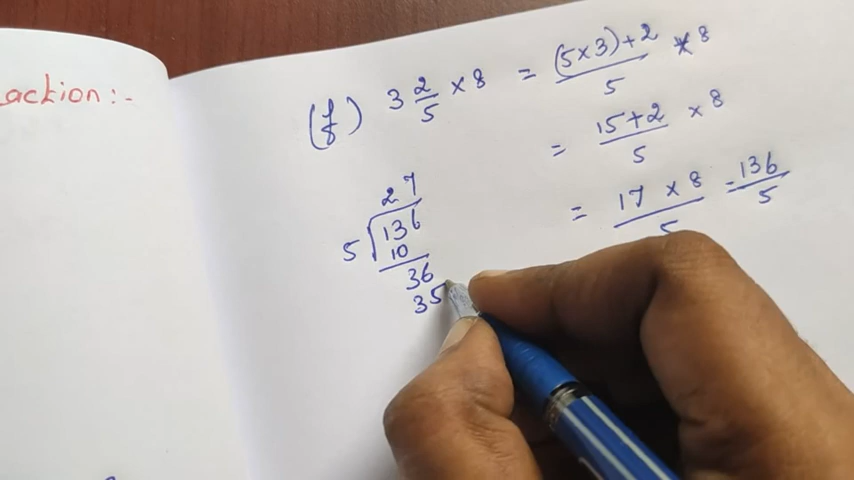 action:-
(f) 3 2/5 × 8 = (5×3)+2/5 × 8
= 15+2/5 × 8
= 17 × 8/5 = 136/5
27
5 136
10
36
35